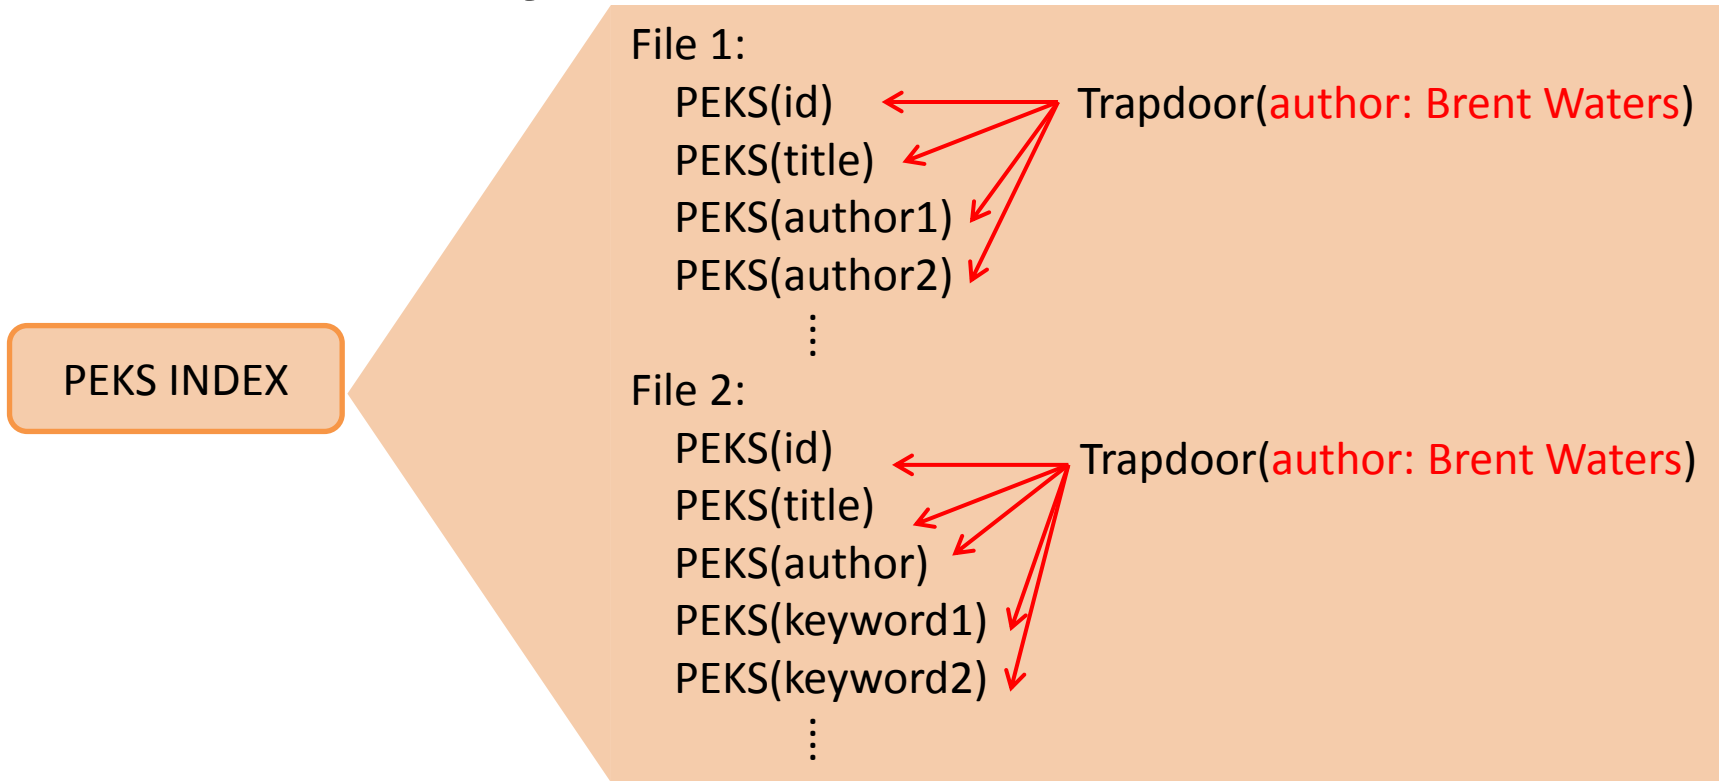 File 1:
PEKS(id)
Trapdoor(author: Brent Waters)
PEKS(title)
PEKS(author1)
PEKS(author2)
⋮
PEKS INDEX
File 2:
PEKS(id)
Trapdoor(author: Brent Waters)
PEKS(title)
PEKS(author)
PEKS(keyword1)
PEKS(keyword2)
⋮